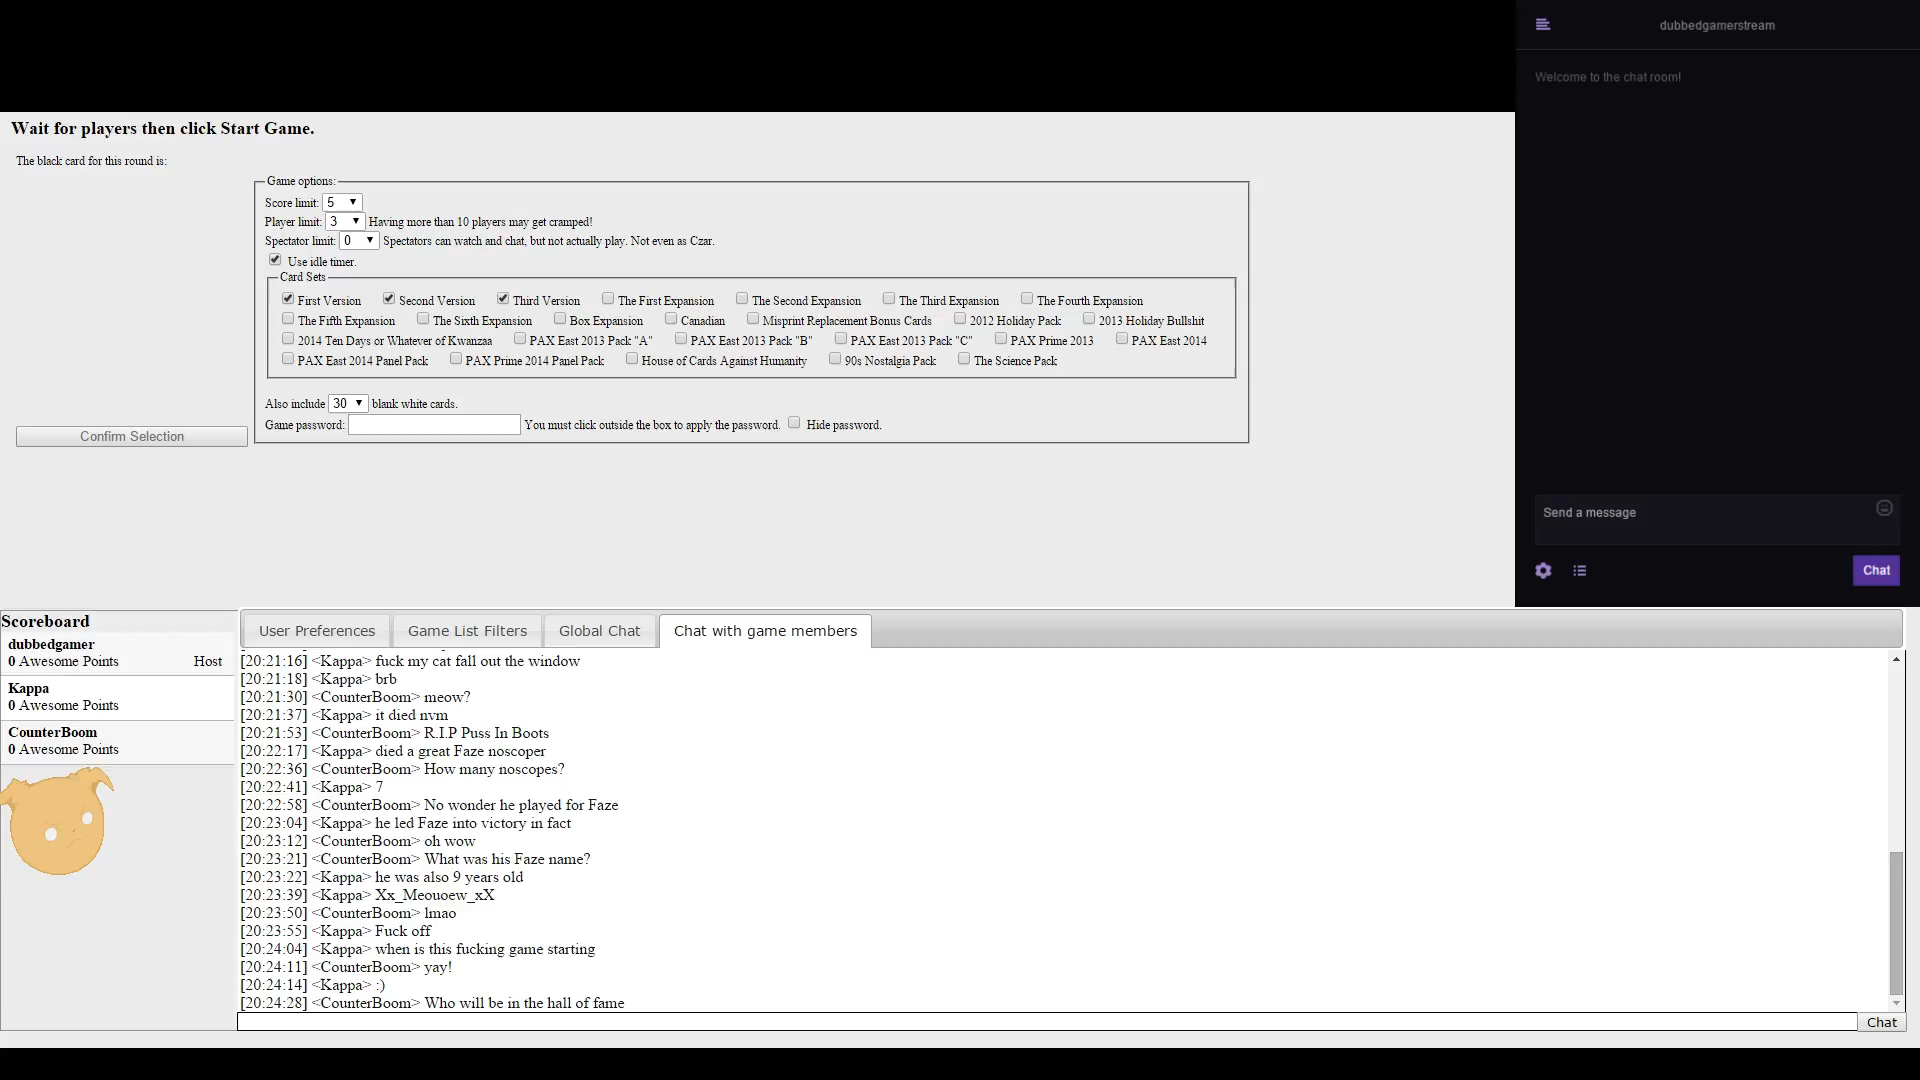 dubbedgamerstream
Welcome to the chat room!
Wait for players then click Start Game.
The black card for this round is:
Game options:
Score limit: 5
Player limit: 3 Having more than 10 players may get cramped!
Spectator limit: 0 Spectators can watch and chat, but not actually play. Not even as Czar.
Use idle timer.
Card Sets
First Version Second Version Third Version The First Expansion The Second Expansion The Third Expansion The Fourth Expansion
The Fifth Expansion The Sixth Expansion Box Expansion Canadian Misprint Replacement Bonus Cards 2012 Holiday Pack 2013 Holiday Bullshit
2014 Ten Days or Whatever of Kwanzaa PAX East 2013 Pack "A" PAX East 2013 Pack "B" PAX East 2013 Pack "C" PAX Prime 2013 PAX East 2014
PAX East 2014 Panel Pack PAX Prime 2014 Panel Pack House of Cards Against Humanity 90s Nostalgia Pack The Science Pack
Also include 30 blank white cards.
Game password: You must click outside the box to apply the password. Hide password.
Confirm Selection
Send a message
Chat
Scoreboard
dubbedgamer
0 Awesome Points Host
Kappa
0 Awesome Points
CounterBoom
0 Awesome Points
User Preferences Game List Filters Global Chat Chat with game members
[20:21:16] <Kappa> fuck my cat fall out the window
[20:21:18] <Kappa> brb
[20:21:30] <CounterBoom> meow?
[20:21:37] <Kappa> it died nvm
[20:21:53] <CounterBoom> R.I.P Puss In Boots
[20:22:17] <Kappa> died a great Faze noscoper
[20:22:36] <CounterBoom> How many noscopes?
[20:22:41] <Kappa> 7
[20:22:58] <CounterBoom> No wonder he played for Faze
[20:23:04] <Kappa> he led Faze into victory in fact
[20:23:12] <CounterBoom> oh wow
[20:23:21] <CounterBoom> What was his Faze name?
[20:23:22] <Kappa> he was also 9 years old
[20:23:39] <Kappa> Xx_Meouoew_xX
[20:23:50] <CounterBoom> lmao
[20:23:55] <Kappa> Fuck off
[20:24:04] <Kappa> when is this fucking game starting
[20:24:11] <CounterBoom> yay!
[20:24:14] <Kappa> :)
[20:24:28] <CounterBoom> Who will be in the hall of fame
Chat